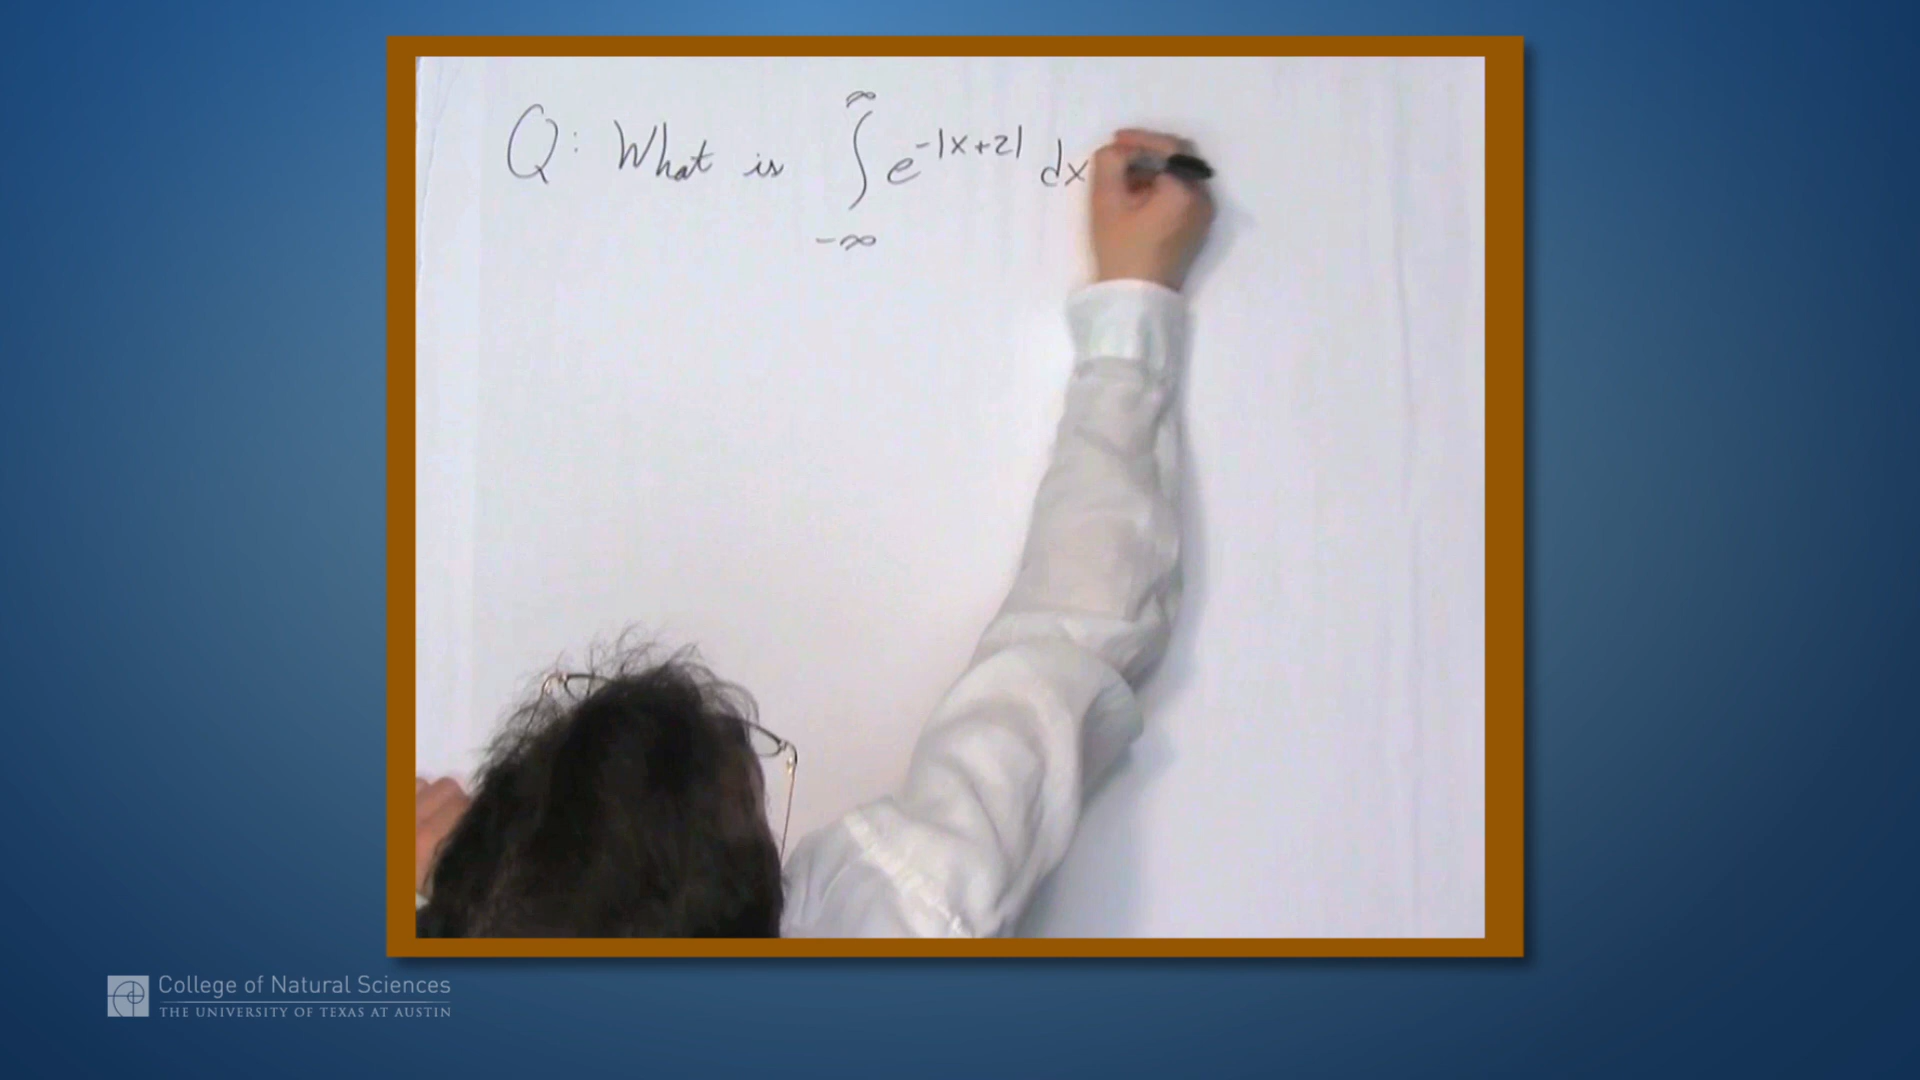 Q: What is ∫_{-∞}^{∞} e^{-|x+2|} dx
College of Natural Sciences
THE UNIVERSITY OF TEXAS AT AUSTIN